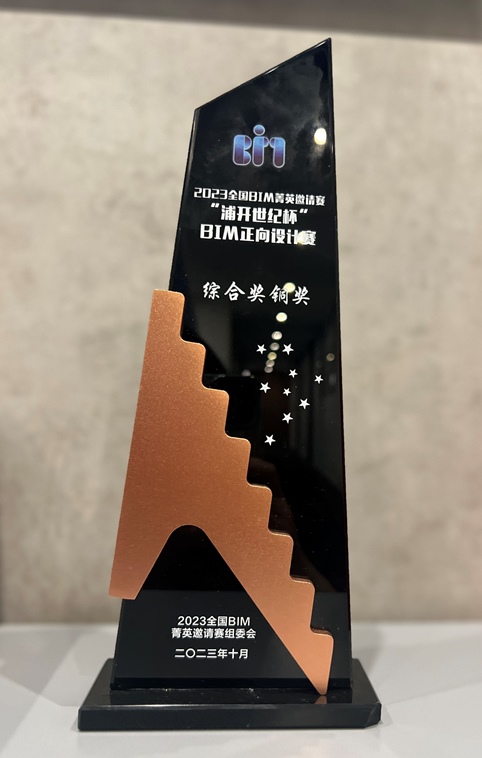 BIM
2023全国BIM菁英邀请赛
“浦开世纪杯”
BIM正向设计赛
综合奖铜奖
2023全国BIM
菁英邀请赛组委会
二〇二三年十月